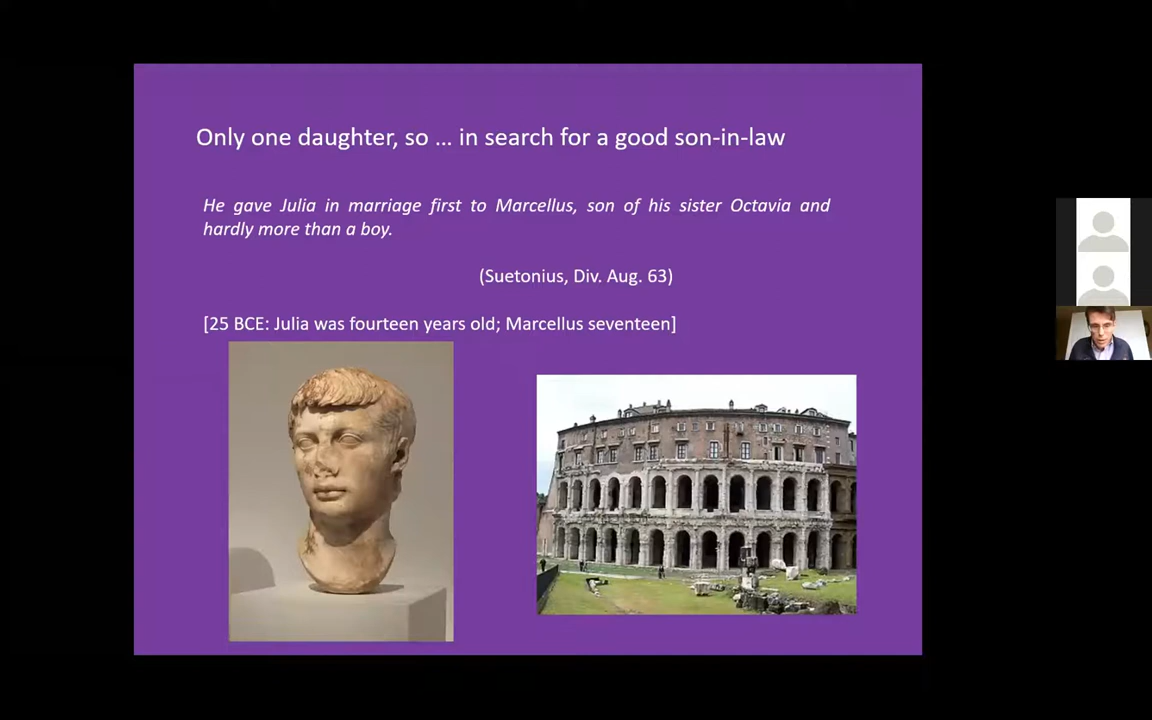 Only one daughter, so ... in search for a good son-in-law
He gave Julia in marriage first to Marcellus, son of his sister Octavia and
hardly more than a boy.
(Suetonius, Div. Aug. 63)
[25 BCE: Julia was fourteen years old; Marcellus seventeen]